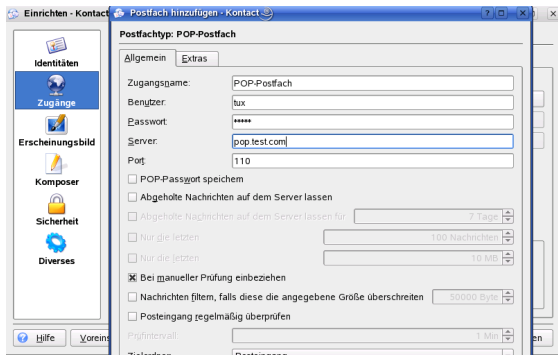 Einrichten - Kontact
Postfach hinzufügen - Kontact
Postfachtyp: POP-Postfach
Allgemein
Extras
Identitäten
Zugänge
Erscheinungsbild
Komposer
Sicherheit
Diverses
Zugangsname:
POP-Postfach
Benutzer:
tux
Passwort:
*****
Server:
pop.test.com
Port:
110
POP-Passwort speichern
Abgeholte Nachrichten auf dem Server lassen
Abgeholte Nachrichten auf dem Server lassen für
7 Tage
Nur die letzten
100 Nachrichten
Nur die letzten
10 MB
Bei manueller Prüfung einbeziehen
Nachrichten filtern, falls diese die angegebene Größe überschreiten
50000 Byte
Posteingang regelmäßig überprüfen
Prüfintervall
1 Min
Hilfe
Voreins
en
Zielordner:
Posteingang